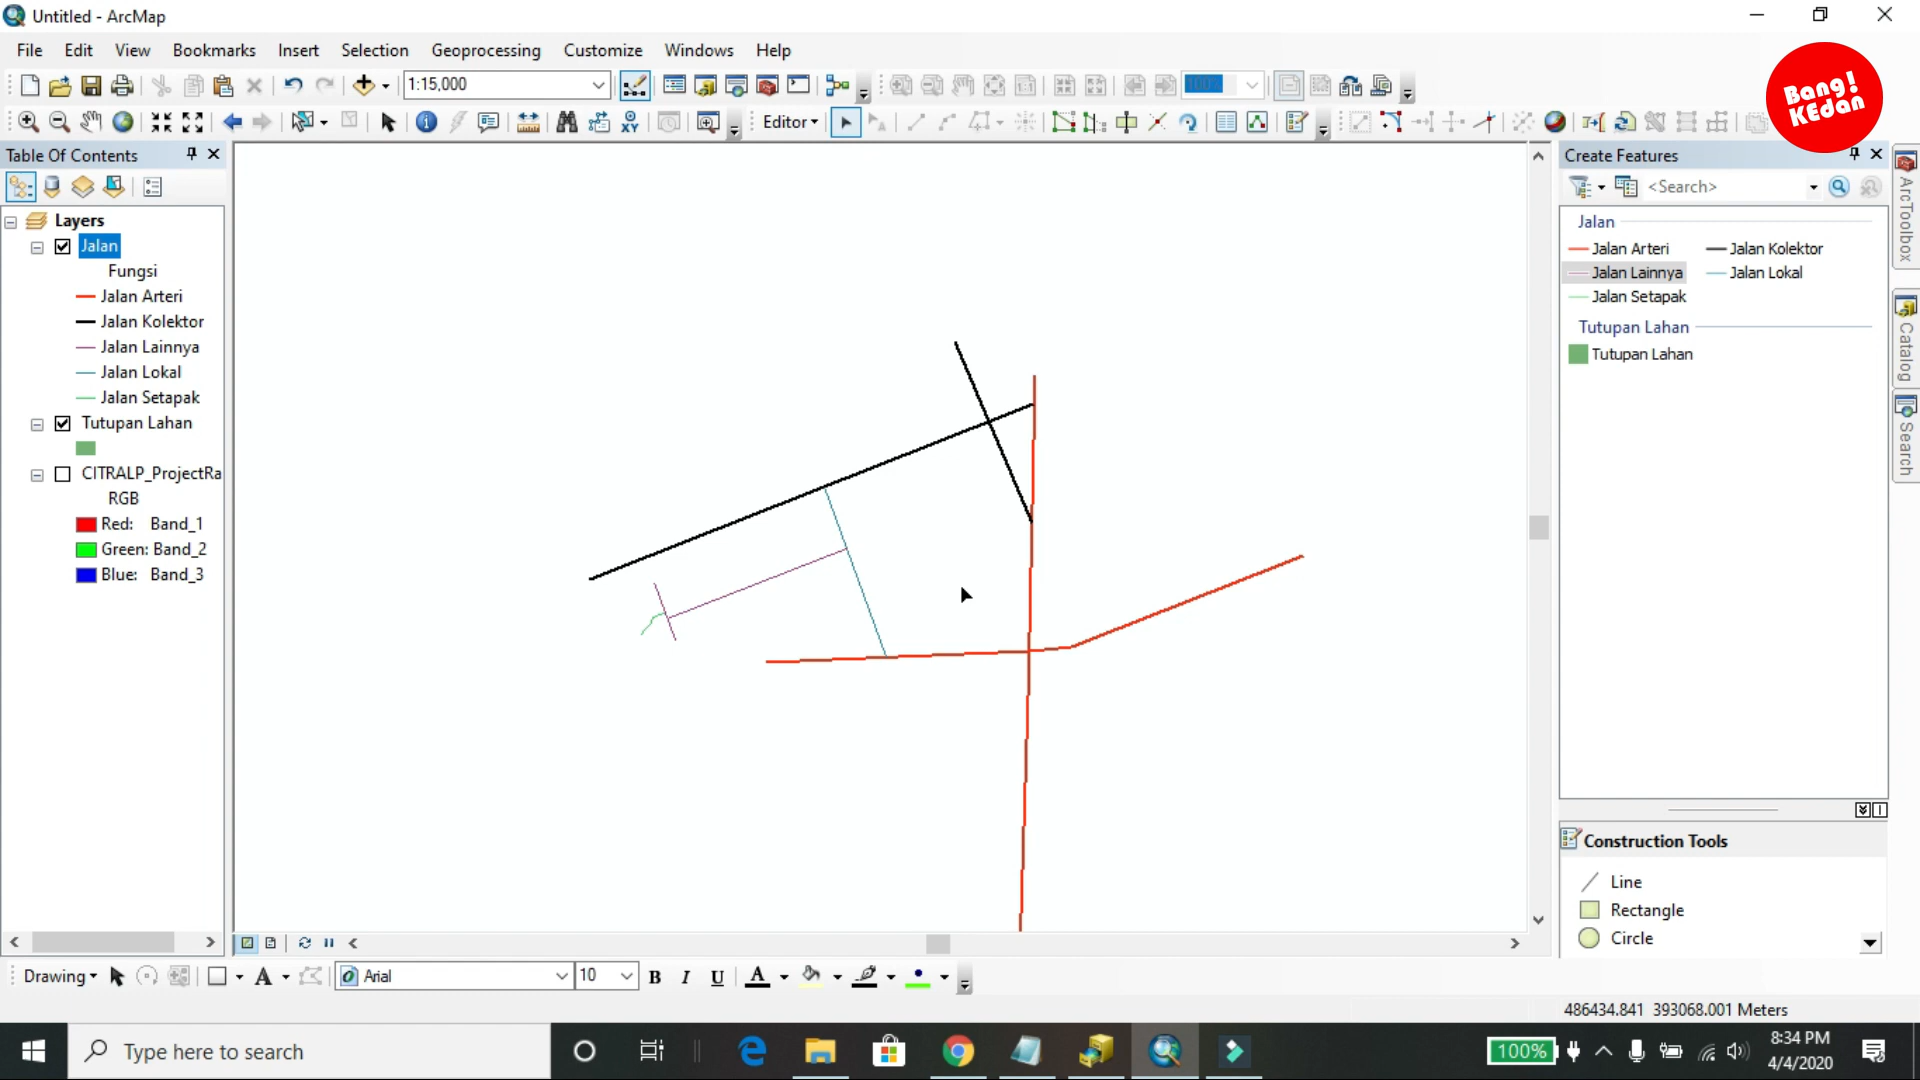 Untitled - ArcMap
File Edit View Bookmarks Insert Selection Geoprocessing Customize Windows Help
1:15,000
100%
Bang!
KEdan
Editor
Table Of Contents
Layers
Jalan
Fungsi
Jalan Arteri
Jalan Kolektor
Jalan Lainnya
Jalan Lokal
Jalan Setapak
Tutupan Lahan
CITRALP_ProjectRa
RGB
Red: Band_1
Green: Band_2
Blue: Band_3
Create Features
<Search>
Jalan
Jalan Arteri Jalan Kolektor
Jalan Lainnya Jalan Lokal
Jalan Setapak
Tutupan Lahan
Tutupan Lahan
ArcToolbox
Catalog
Search
Construction Tools
Line
Rectangle
Circle
Drawing A Arial 10 B I U A
486434.841 393068.001 Meters
Type here to search
100%
8:34 PM
4/4/2020